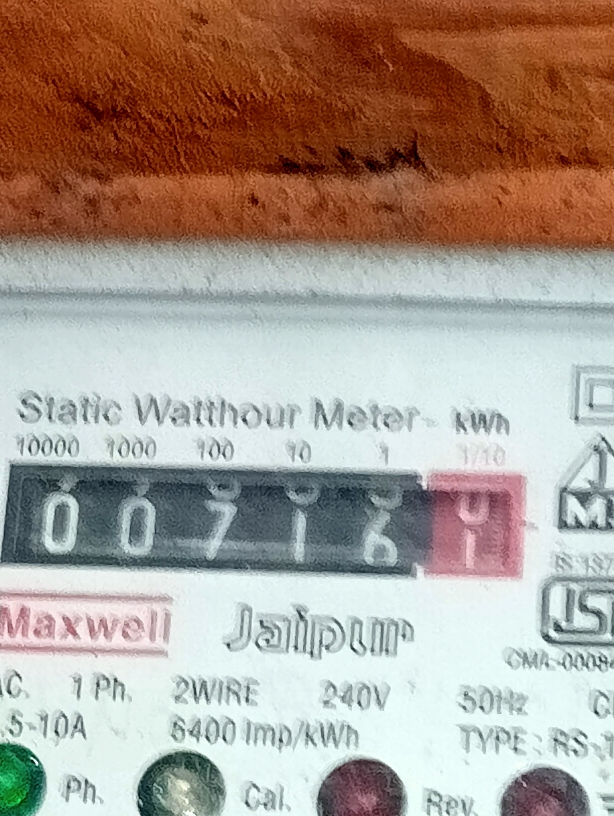 Static Watthour Meter kWh
10000 1000 100 10 1 1/10
0 0 7 1 6 1
Maxwell Jaipur
AC. 1 Ph. 2WIRE 240V 50Hz
.5-10A 6400 Imp/kWh TYPE : RS-
Ph. Cal. Rev.